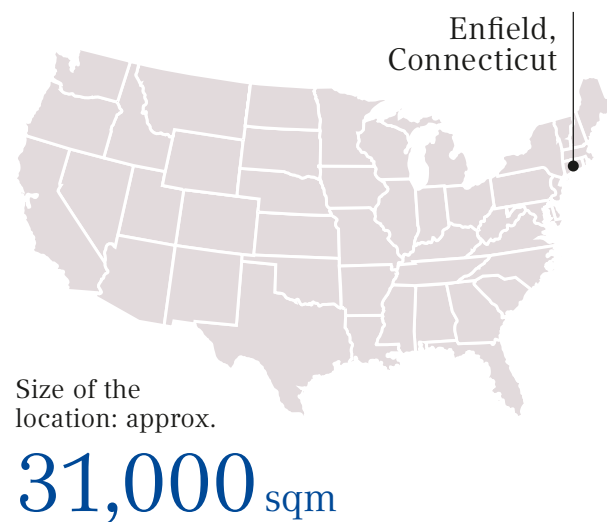 Enfield,
Connecticut
Size of the
location: approx.
31,000 sqm